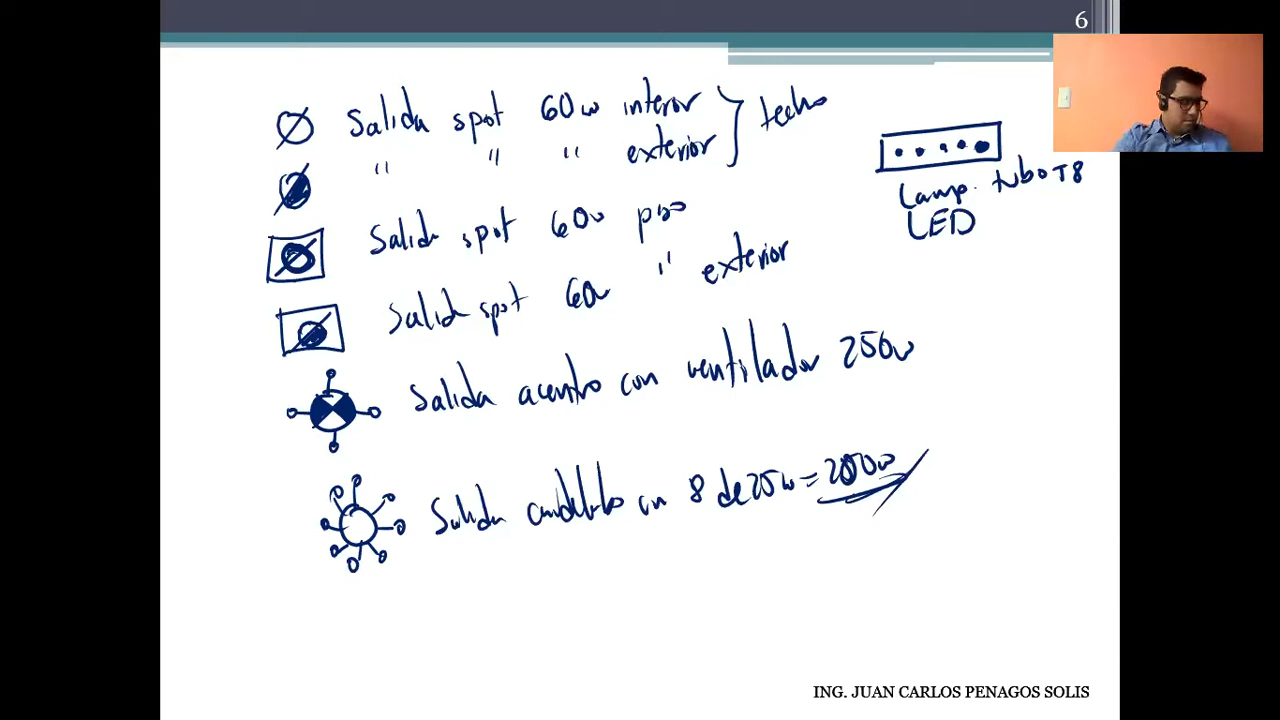 6
Salida spot 60w interior
techo
" " " exterior
Lamp. tubo T8
LED
Salida spot 60w piso
Salida spot 60w " exterior
Salida acentro con ventilador 250w
Salida candelabro con 8 de 25w = 200w
ING. JUAN CARLOS PENAGOS SOLIS